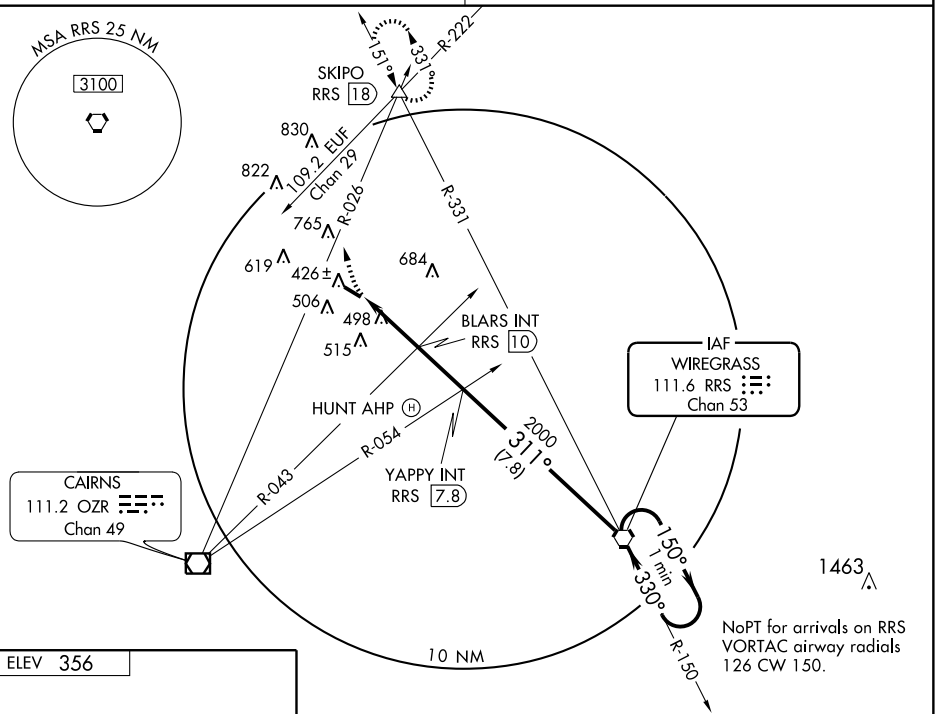 MSA RRS 25 NM
3100
SKIPO
RRS 18
151°
331°
R-222
830
822
109.2 EUF
Chan 29
R-026
R-331
765
619
684
426±
506
498
515
BLARS INT
RRS 10
IAF
WIREGRASS
111.6 RRS
Chan 53
HUNT AHP H
R-043
R-054
YAPPY INT
RRS 7.8
2000
311°
(7.8)
CAIRNS
111.2 OZR
Chan 49
150°
1 min
330°
R-150
1463
NoPT for arrivals on RRS
VORTAC airway radials
126 CW 150.
10 NM
ELEV 356